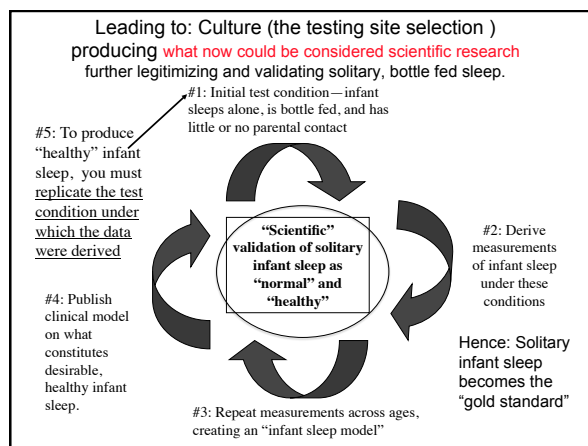 Leading to: Culture (the testing site selection )
producing what now could be considered scientific research
further legitimizing and validating solitary, bottle fed sleep.
#1: Initial test condition—infant
sleeps alone, is bottle fed, and has
little or no parental contact
#5: To produce
“healthy” infant
sleep, you must
replicate the test
condition under
which the data
were derived
“Scientific”
validation of solitary
infant sleep as
“normal” and
“healthy”
#2: Derive
measurements
of infant sleep
under these
conditions
#4: Publish
clinical model
on what
constitutes
desirable,
healthy infant
sleep.
Hence: Solitary
infant sleep
becomes the
“gold standard”
#3: Repeat measurements across ages,
creating an “infant sleep model”